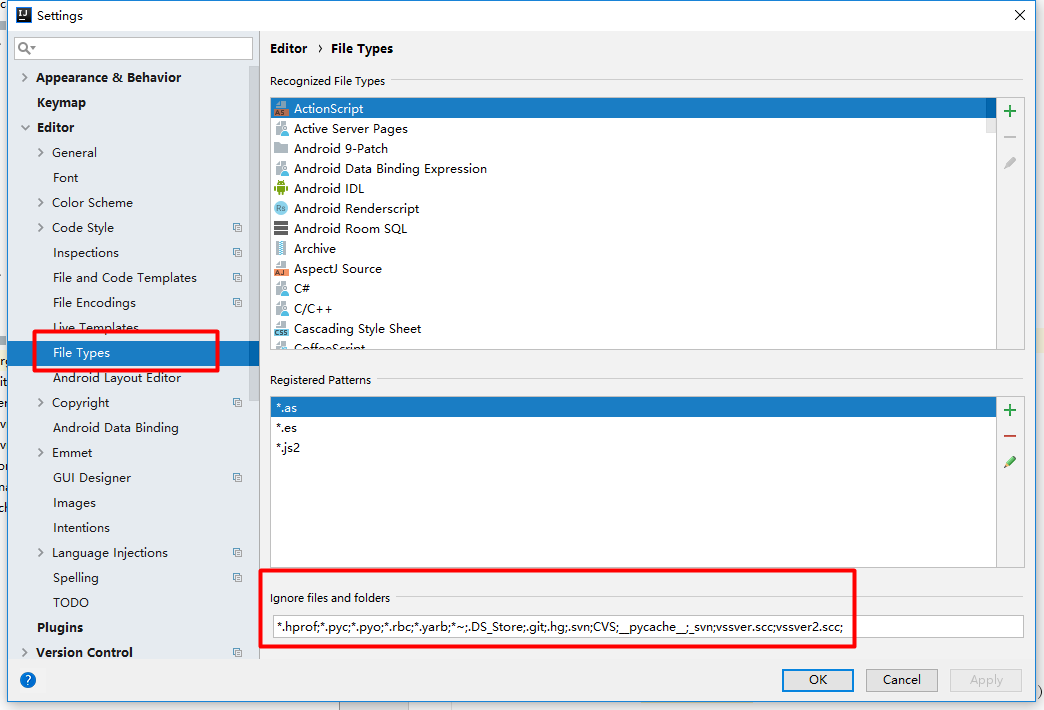 Settings
Appearance & Behavior
Keymap
Editor
General
Font
Color Scheme
Code Style
Inspections
File and Code Templates
File Encodings
Live Templates
File Types
Android Layout Editor
Copyright
Android Data Binding
Emmet
GUI Designer
Images
Intentions
Language Injections
Spelling
TODO
Plugins
Version Control
Editor › File Types
Recognized File Types
ActionScript
Active Server Pages
Android 9-Patch
Android Data Binding Expression
Android IDL
Android Renderscript
Android Room SQL
Archive
AspectJ Source
C#
C/C++
Cascading Style Sheet
CoffeeScript
Registered Patterns
*.as
*.es
*.js2
Ignore files and folders
*.hprof;*.pyc;*.pyo;*.rbc;*.yarb;*~;.DS_Store;.git;.hg;.svn;CVS;__pycache__;_svn;vssver.scc;vssver2.scc;
OK
Cancel
Apply